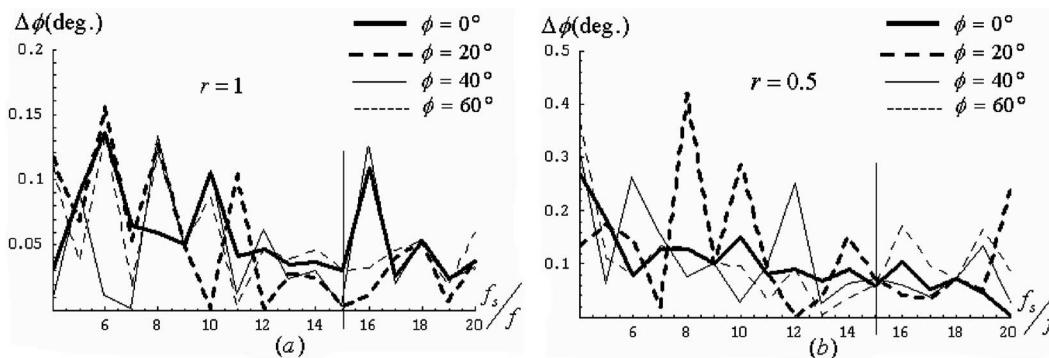 Δϕ(deg.)
0.2
0.15
0.1
0.05
r = 1
ϕ = 0°
ϕ = 20°
ϕ = 40°
ϕ = 60°
6 8 10 12 14 16 18 20
f_s / f
(a)
Δϕ(deg.)
0.5
0.4
0.3
0.2
0.1
r = 0.5
ϕ = 0°
ϕ = 20°
ϕ = 40°
ϕ = 60°
6 8 10 12 14 16 18 20
f_s / f
(b)